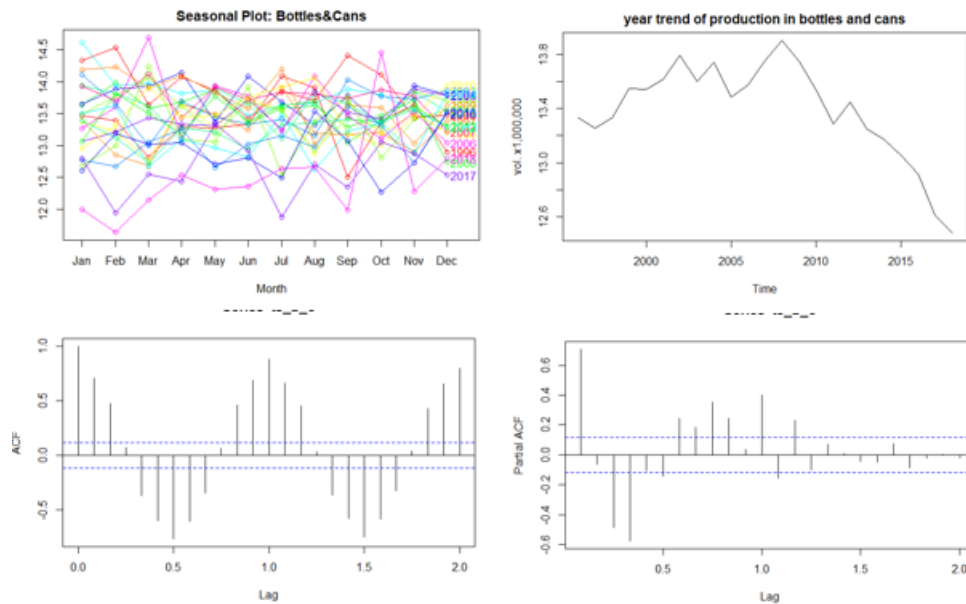 Seasonal Plot: Bottles&Cans
14.5
14.0
13.5
13.0
12.5
12.0
2017
Jan Feb Mar Apr May Jun Jul Aug Sep Oct Nov Dec
Month
year trend of production in bottles and cans
vol. x1,000,000
13.8
13.4
13.0
12.6
2000 2005 2010 2015
Time
ACF
1.0
0.5
0.0
-0.5
0.0 0.5 1.0 1.5 2.0
Lag
Partial ACF
0.6
0.4
0.2
0.0
-0.2
-0.4
-0.6
0.5 1.0 1.5 2.0
Lag